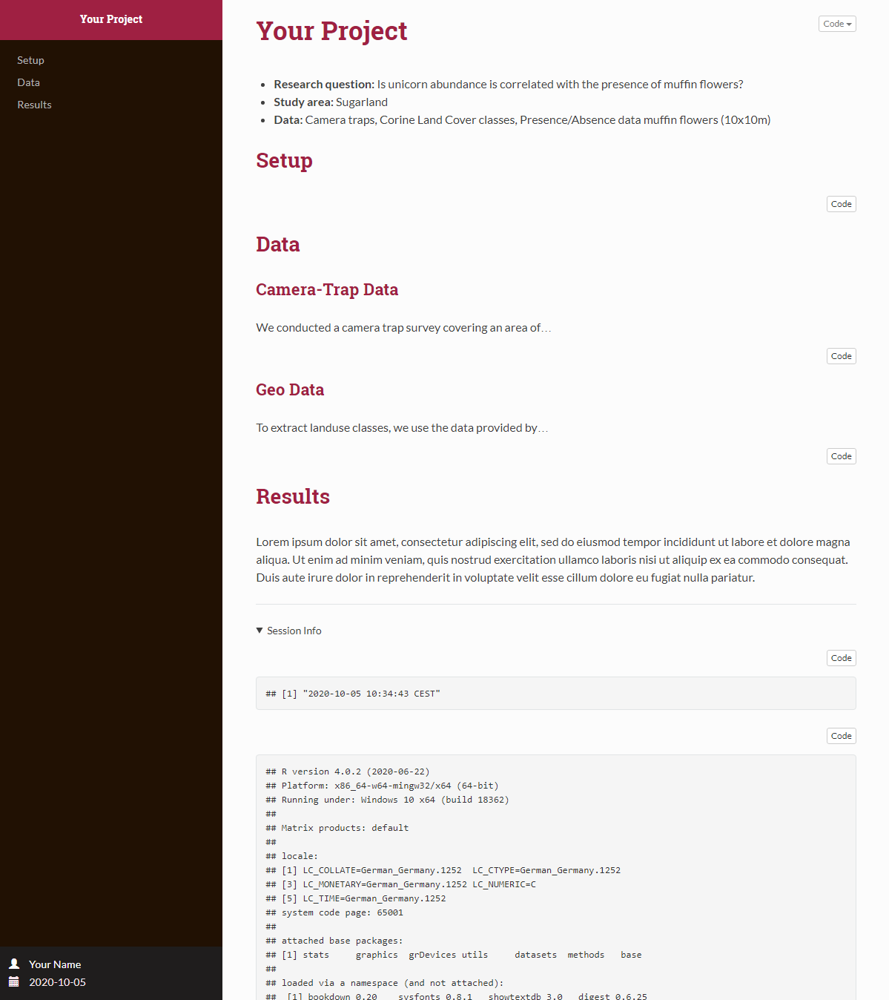 Your Project
Setup
Data
Results
Your Name
2020-10-05
Your Project
Code
• Research question: Is unicorn abundance is correlated with the presence of muffin flowers?
• Study area: Sugarland
• Data: Camera traps, Corine Land Cover classes, Presence/Absence data muffin flowers (10x10m)
Setup
Code
Data
Camera-Trap Data
We conducted a camera trap survey covering an area of…
Code
Geo Data
To extract landuse classes, we use the data provided by…
Code
Results
Lorem ipsum dolor sit amet, consectetur adipiscing elit, sed do eiusmod tempor incididunt ut labore et dolore magna
aliqua. Ut enim ad minim veniam, quis nostrud exercitation ullamco laboris nisi ut aliquip ex ea commodo consequat.
Duis aute irure dolor in reprehenderit in voluptate velit esse cillum dolore eu fugiat nulla pariatur.
▼ Session Info
Code
## [1] "2020-10-05 10:34:43 CEST"
Code
## R version 4.0.2 (2020-06-22)
## Platform: x86_64-w64-mingw32/x64 (64-bit)
## Running under: Windows 10 x64 (build 18362)
##
## Matrix products: default
##
## locale:
## [1] LC_COLLATE=German_Germany.1252  LC_CTYPE=German_Germany.1252
## [3] LC_MONETARY=German_Germany.1252 LC_NUMERIC=C
## [5] LC_TIME=German_Germany.1252
## system code page: 65001
##
## attached base packages:
## [1] stats     graphics  grDevices utils     datasets  methods   base
##
## loaded via a namespace (and not attached):
##  [1] bookdown_0.20    sysfonts_0.8.1   showtextdb_3.0   digest_0.6.25